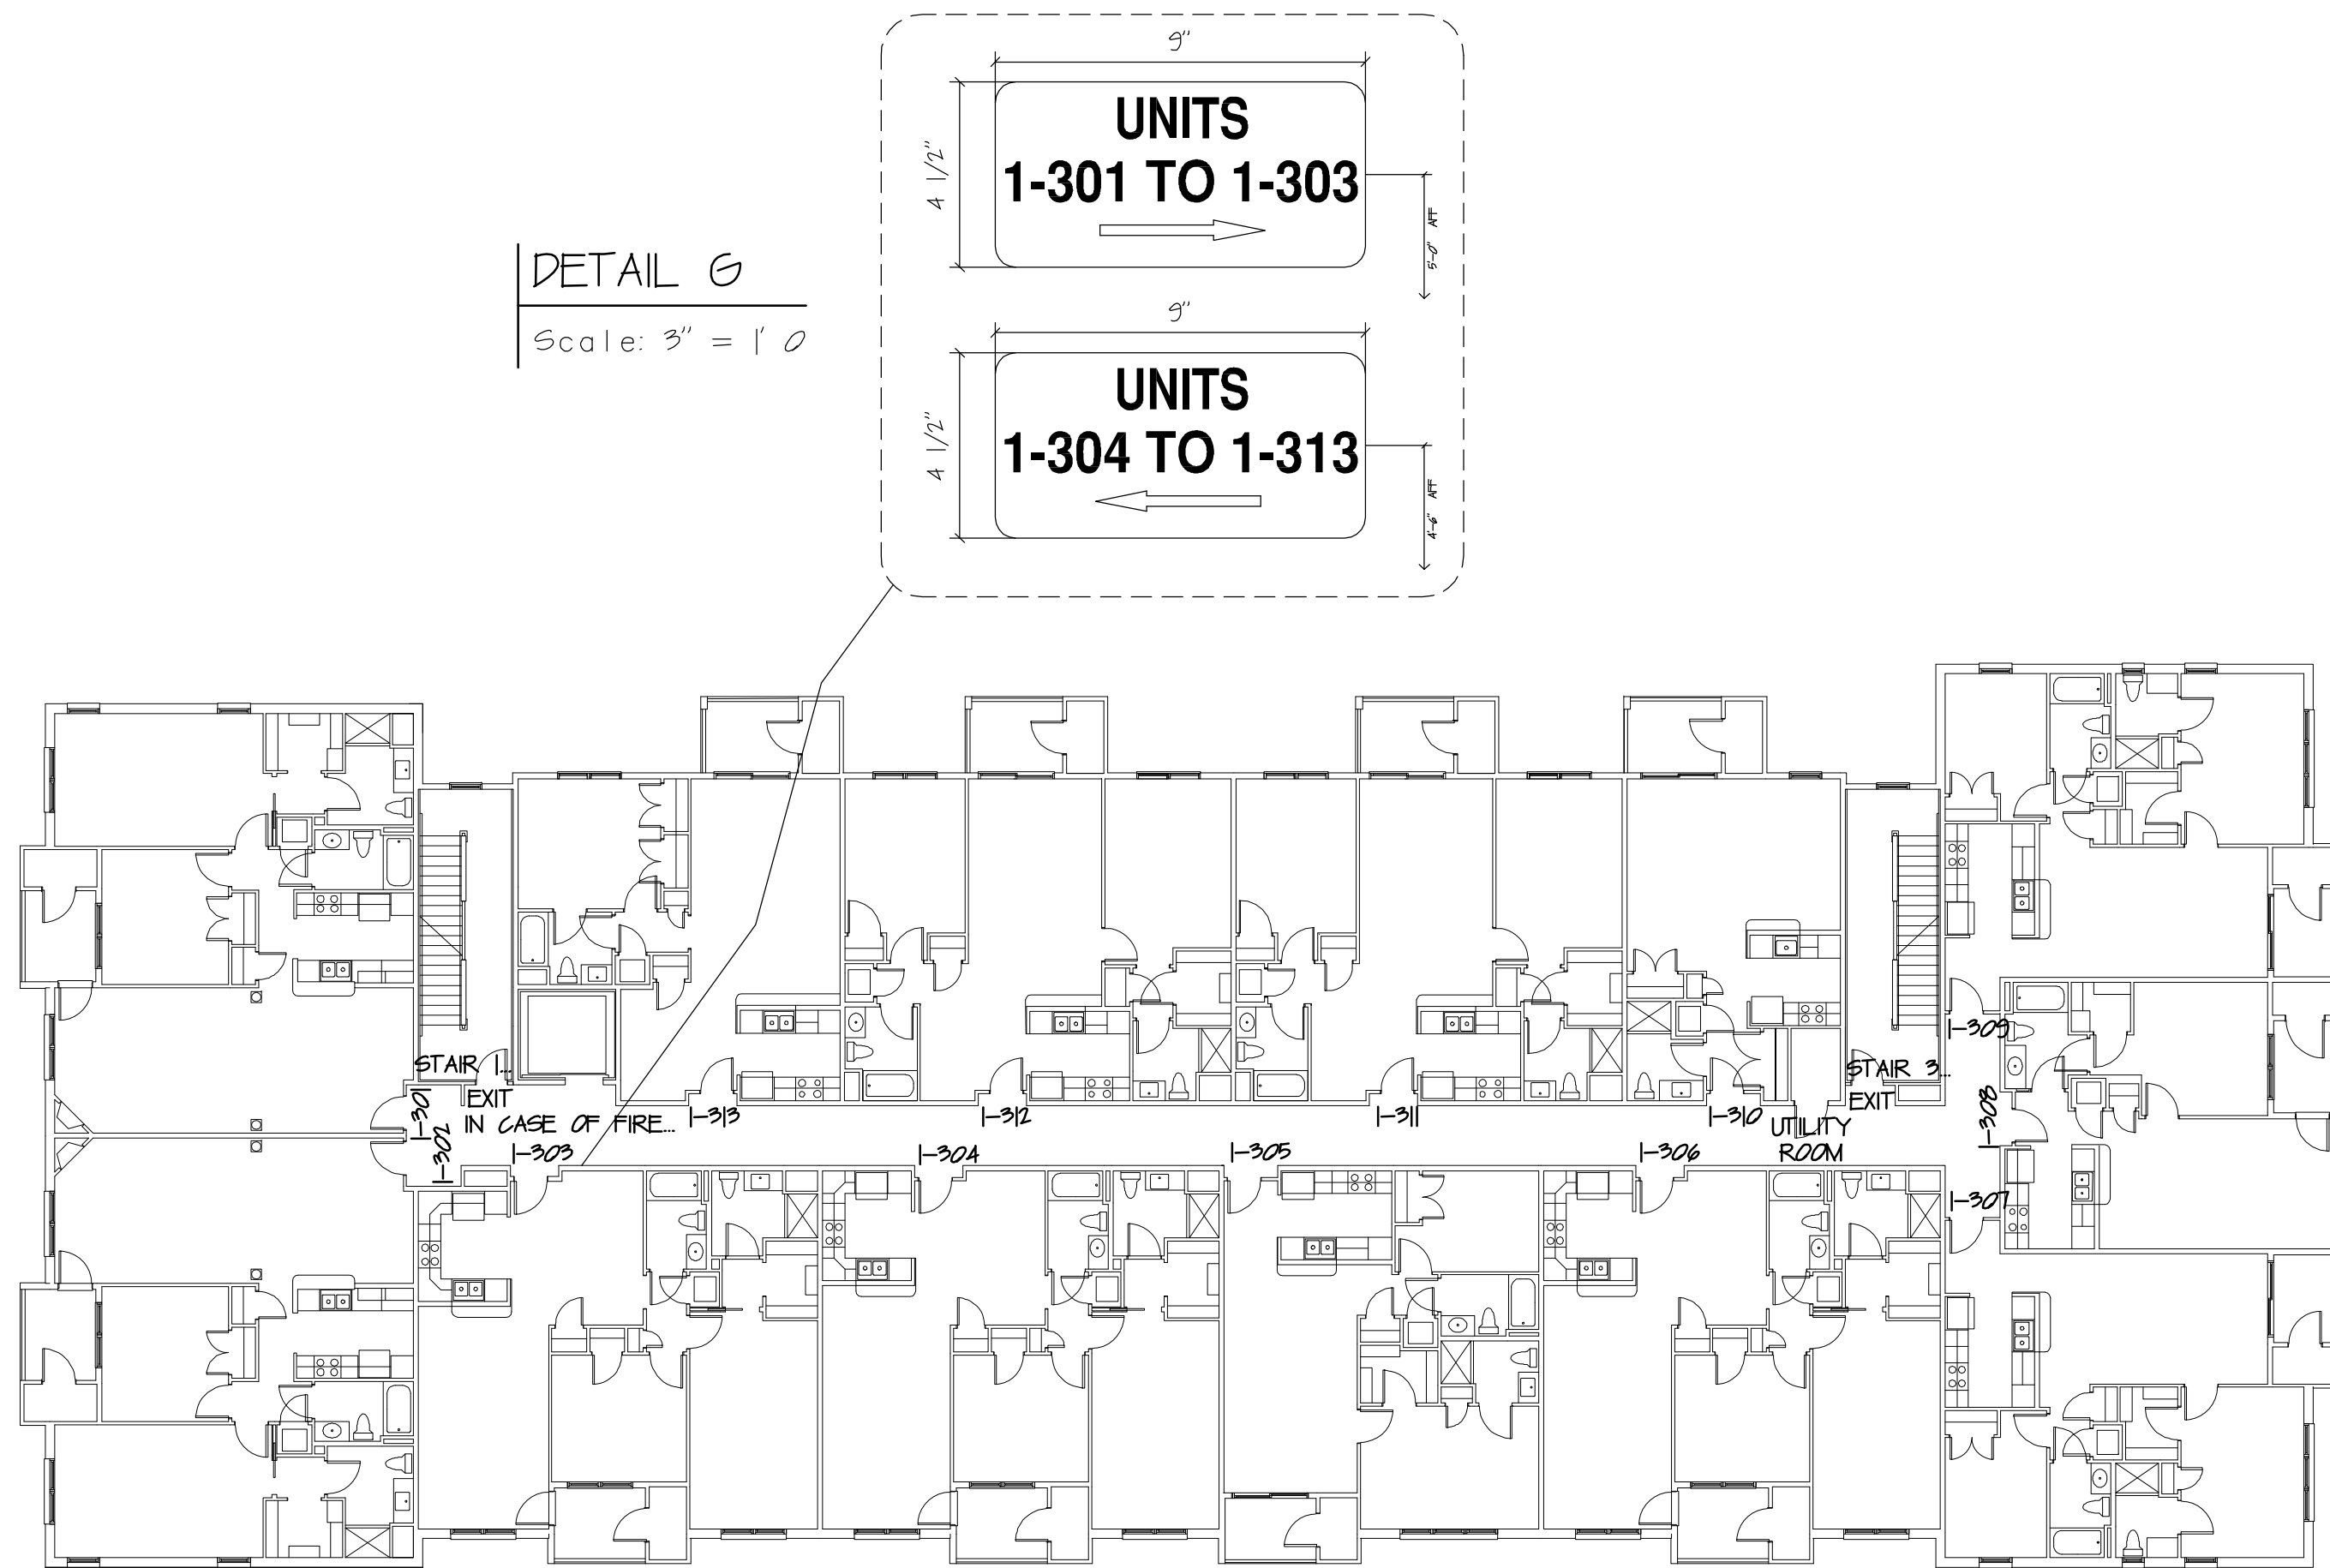 9"
UNITS
1-301 TO 1-303
4 1/2"
5'-0" AFF
DETAIL G
Scale: 3" = 1' 0
9"
UNITS
1-304 TO 1-313
4 1/2"
4'-6" AFF
1-309
STAIR 1...
STAIR 3...
EXIT
EXIT
1-301
IN CASE OF FIRE...
1-313
1-312
1-311
1-310
UTILITY
ROOM
1-308
1-302
1-303
1-304
1-305
1-306
1-307